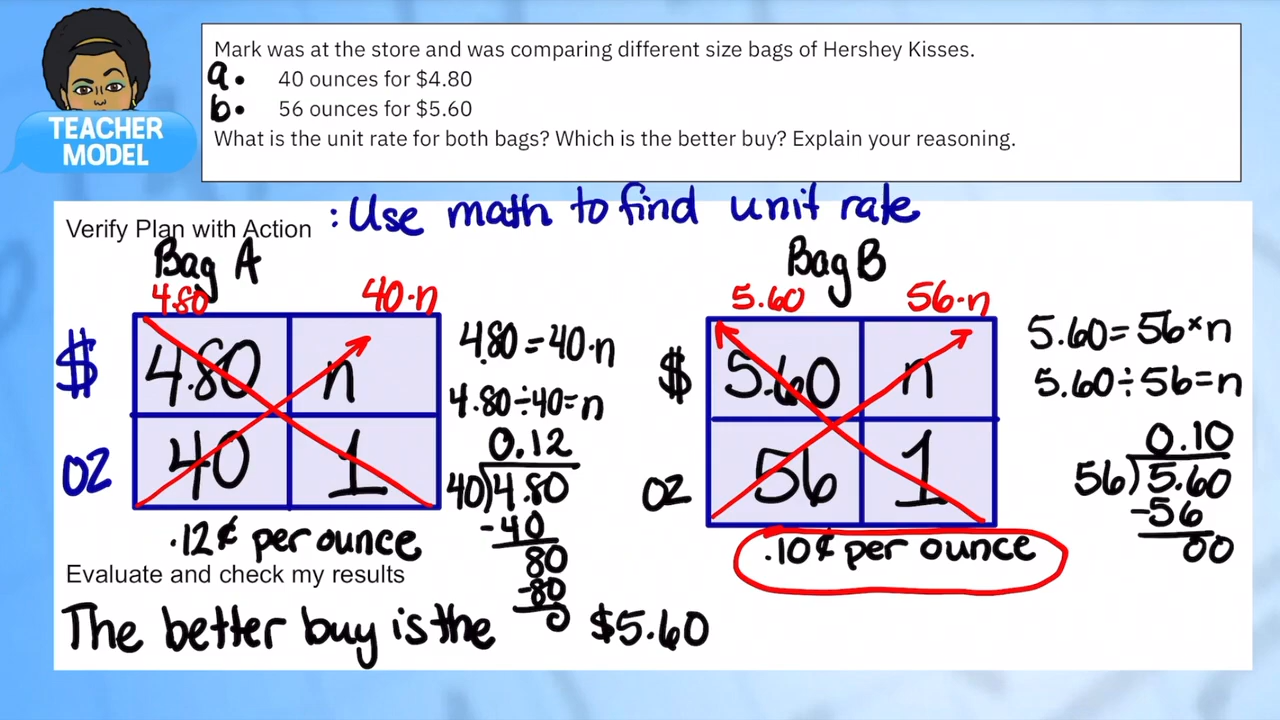 Mark was at the store and was comparing different size bags of Hershey Kisses.
a. • 40 ounces for $4.80
b. • 56 ounces for $5.60
What is the unit rate for both bags? Which is the better buy? Explain your reasoning.
TEACHER
MODEL
Verify Plan with Action : Use math to find unit rate
Bag A
4.80 40·n
$ 4.80 n
oz 40 1
.12¢ per ounce
4.80=40·n
4.80÷40=n
0.12
40)4.80
-40
80
-80
0
Bag B
5.60 56·n
$ 5.60 n
oz 56 1
.10¢ per ounce
5.60=56×n
5.60÷56=n
0.10
56)5.60
-56
00
Evaluate and check my results
The better buy is the $5.60